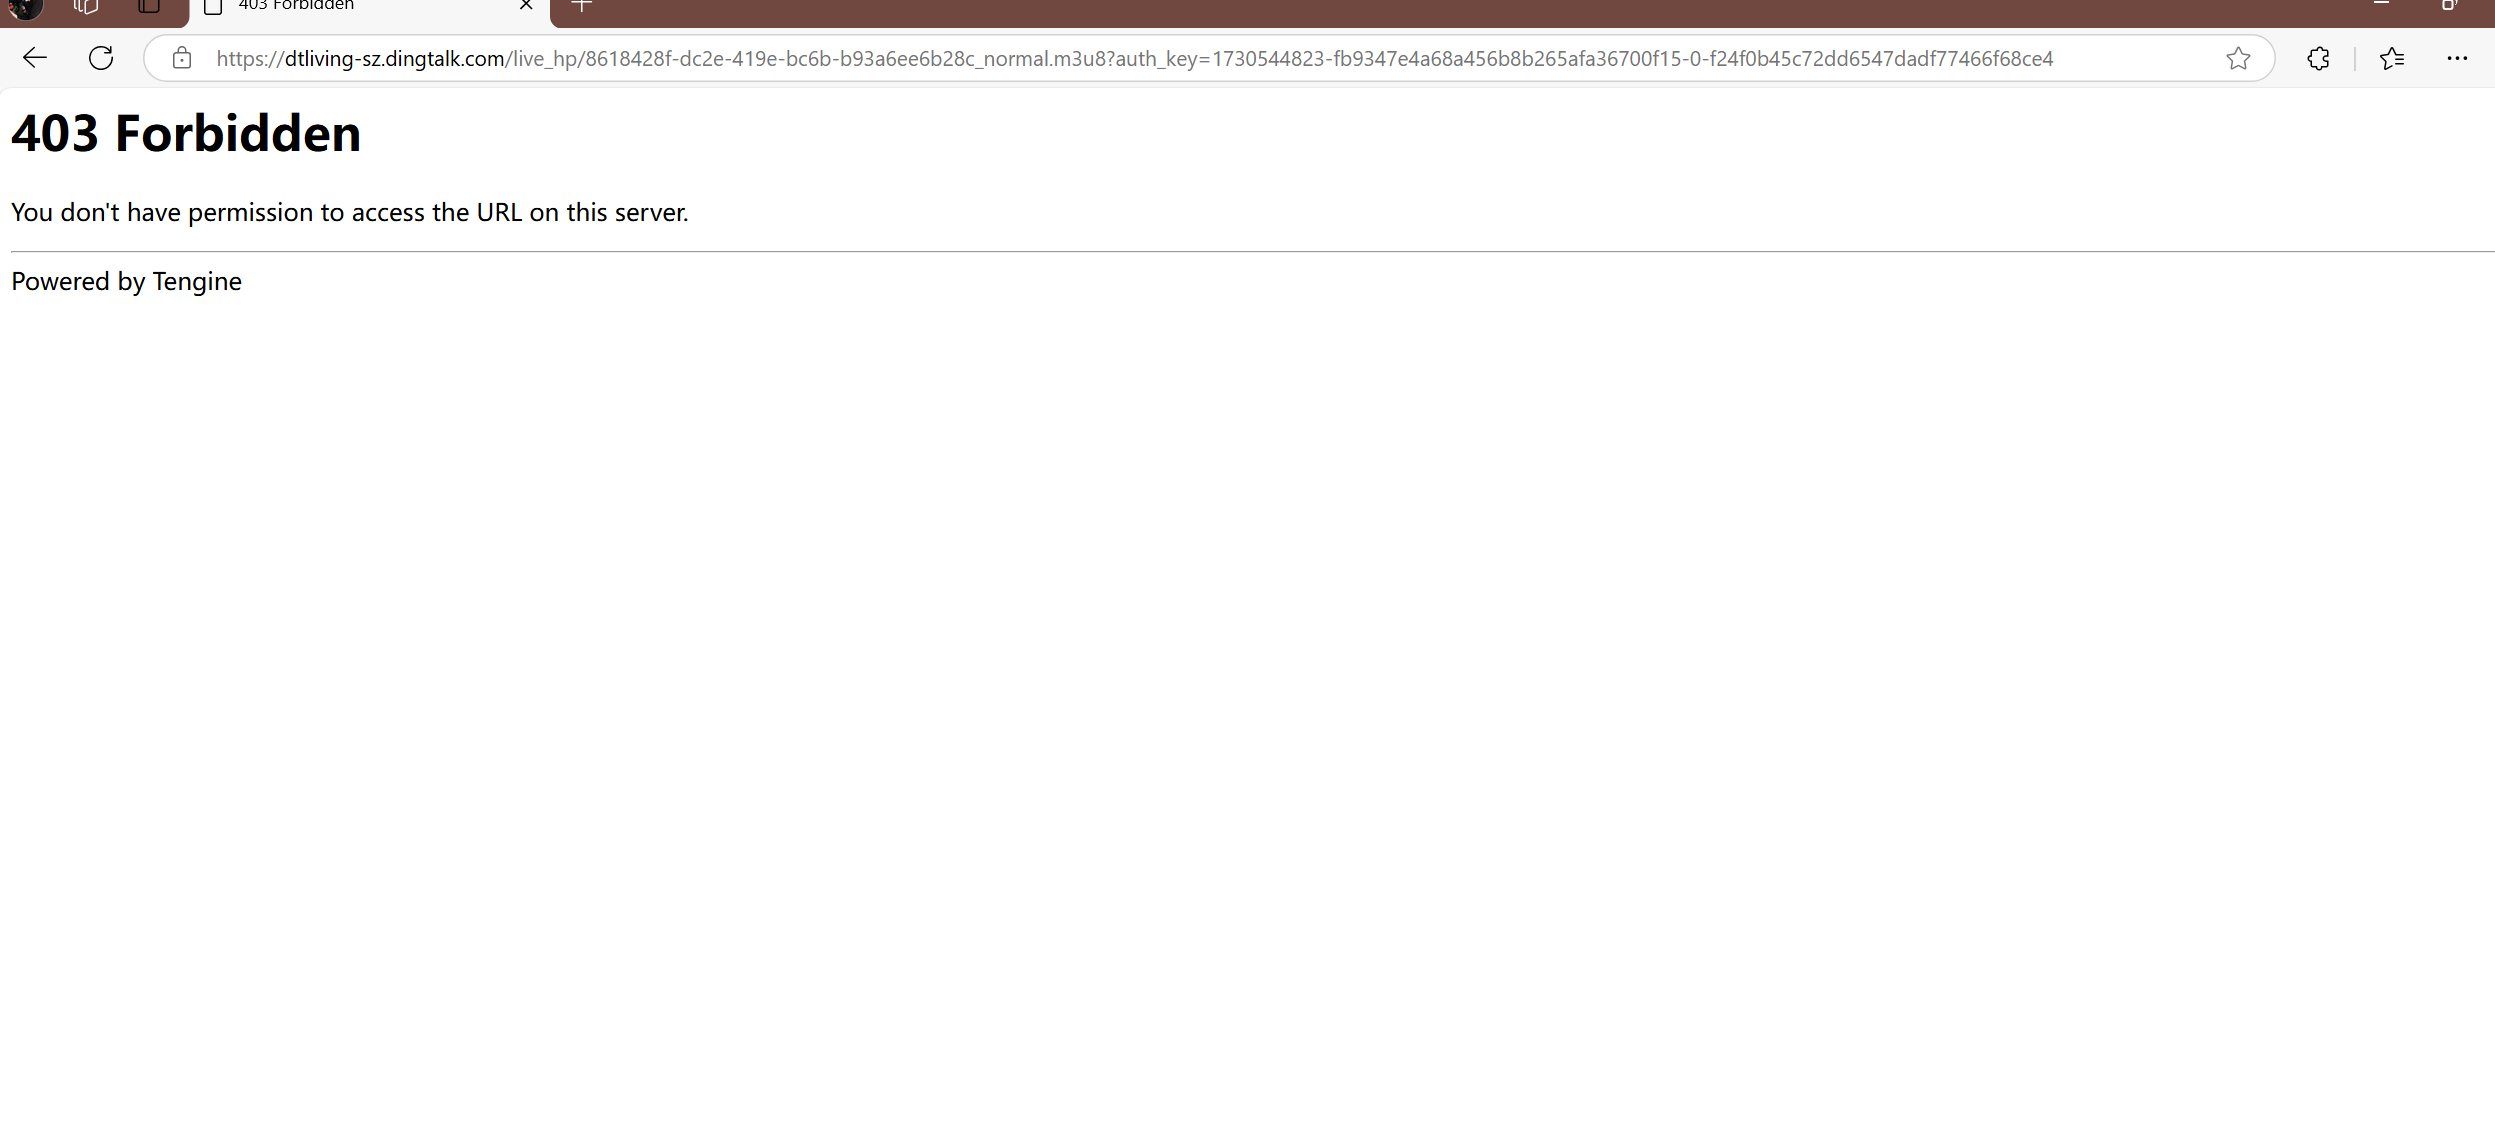 403 Forbidden
https://dtliving-sz.dingtalk.com/live_hp/8618428f-dc2e-419e-bc6b-b93a6ee6b28c_normal.m3u8?auth_key=1730544823-fb9347e4a68a456b8b265afa36700f15-0-f24f0b45c72dd6547dadf77466f68ce4
403 Forbidden
You don't have permission to access the URL on this server.
Powered by Tengine